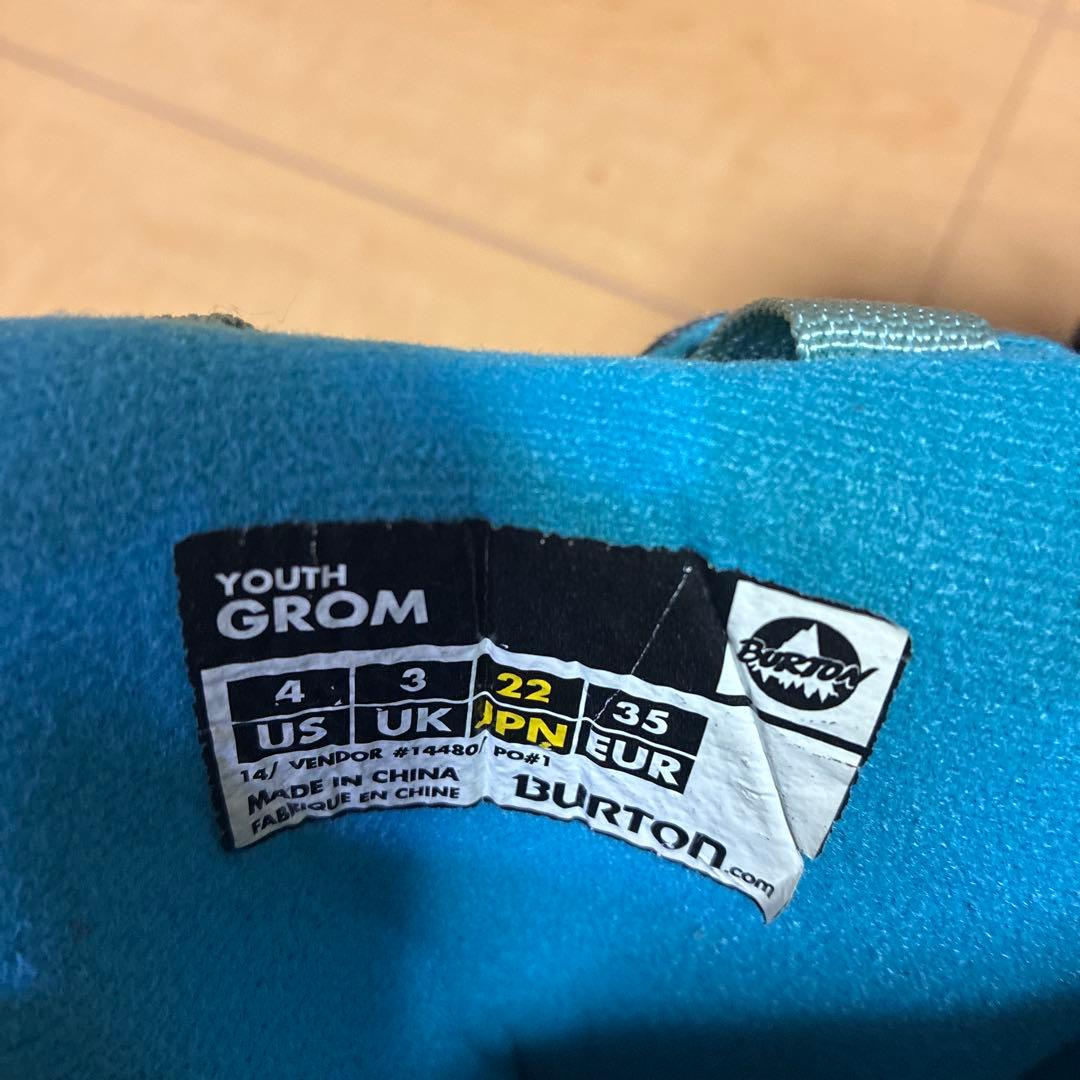 YOUTH
GROM
BURTON
4 3 22 35
US UK JPN EUR
14/ VENDOR #14480/ PO#1
MADE IN CHINA
FABRIQUE EN CHINE
BURTON.com